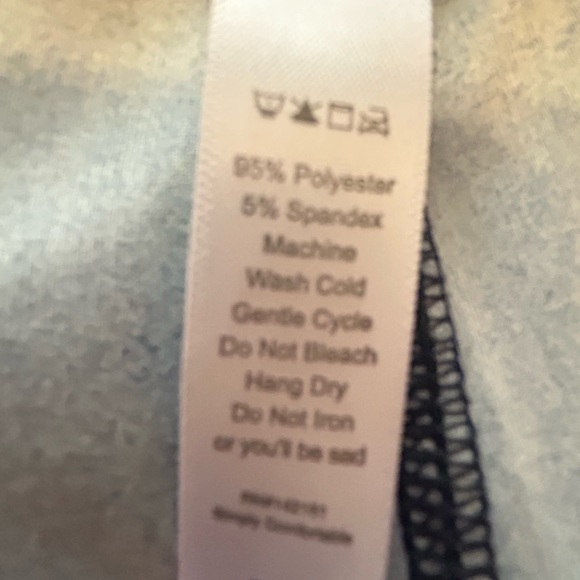 95% Polyester
5% Spandex
Machine
Wash Cold
Gentle Cycle
Do Not Bleach
Hang Dry
Do Not Iron
or you'll be sad
Simply Comfortable